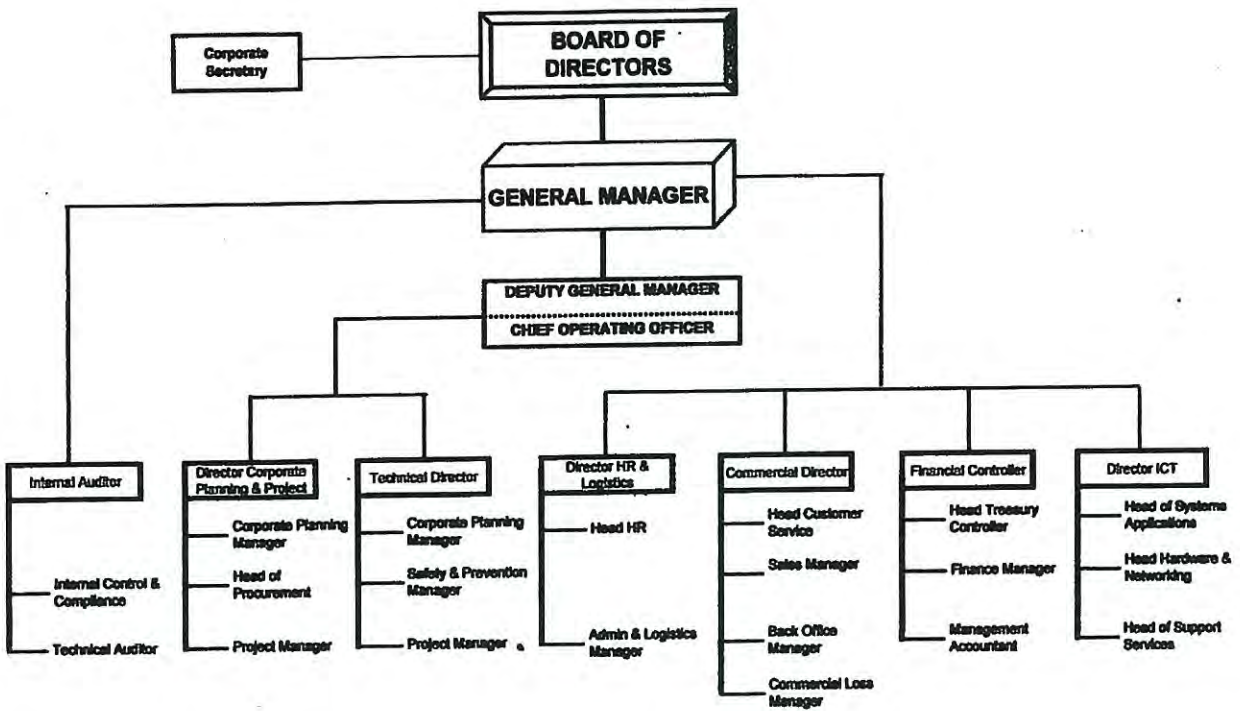 Corporate
Secretary
BOARD OF
DIRECTORS
GENERAL MANAGER
DEPUTY GENERAL MANAGER
CHIEF OPERATING OFFICER
Internal Auditor
Internal Control &
Compliance
Technical Auditor
Director Corporate
Planning & Project
Corporate Planning
Manager
Head of
Procurement
Project Manager
Technical Director
Corporate Planning
Manager
Safety & Prevention
Manager
Project Manager
Director HR &
Logistics
Head HR
Admin & Logistics
Manager
Commercial Director
Head Customer
Service
Sales Manager
Back Office
Manager
Commercial Loss
Manager
Financial Controller
Head Treasury
Controller
Finance Manager
Management
Accountant
Director ICT
Head of Systems
Applications
Head Hardware &
Networking
Head of Support
Services